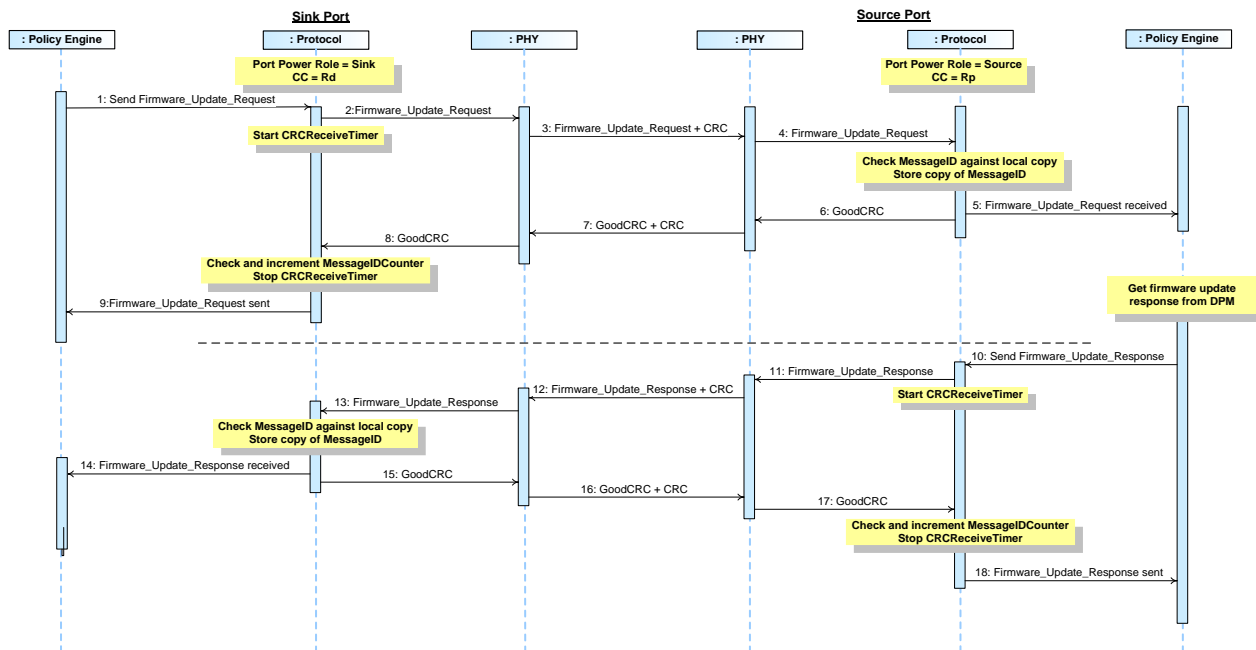 Sink Port
Source Port
: Policy Engine
: Protocol
: PHY
: PHY
: Protocol
: Policy Engine
Port Power Role = Sink
CC = Rd
Port Power Role = Source
CC = Rp
1: Send Firmware_Update_Request
2:Firmware_Update_Request
Start CRCReceiveTimer
3: Firmware_Update_Request + CRC
4: Firmware_Update_Request
Check MessageID against local copy
Store copy of MessageID
5: Firmware_Update_Request received
6: GoodCRC
7: GoodCRC + CRC
8: GoodCRC
Check and increment MessageIDCounter
Stop CRCReceiveTimer
9:Firmware_Update_Request sent
Get firmware update
response from DPM
10: Send Firmware_Update_Response
11: Firmware_Update_Response
Start CRCReceiveTimer
12: Firmware_Update_Response + CRC
13: Firmware_Update_Response
Check MessageID against local copy
Store copy of MessageID
14: Firmware_Update_Response received
15: GoodCRC
16: GoodCRC + CRC
17: GoodCRC
Check and increment MessageIDCounter
Stop CRCReceiveTimer
18: Firmware_Update_Response sent